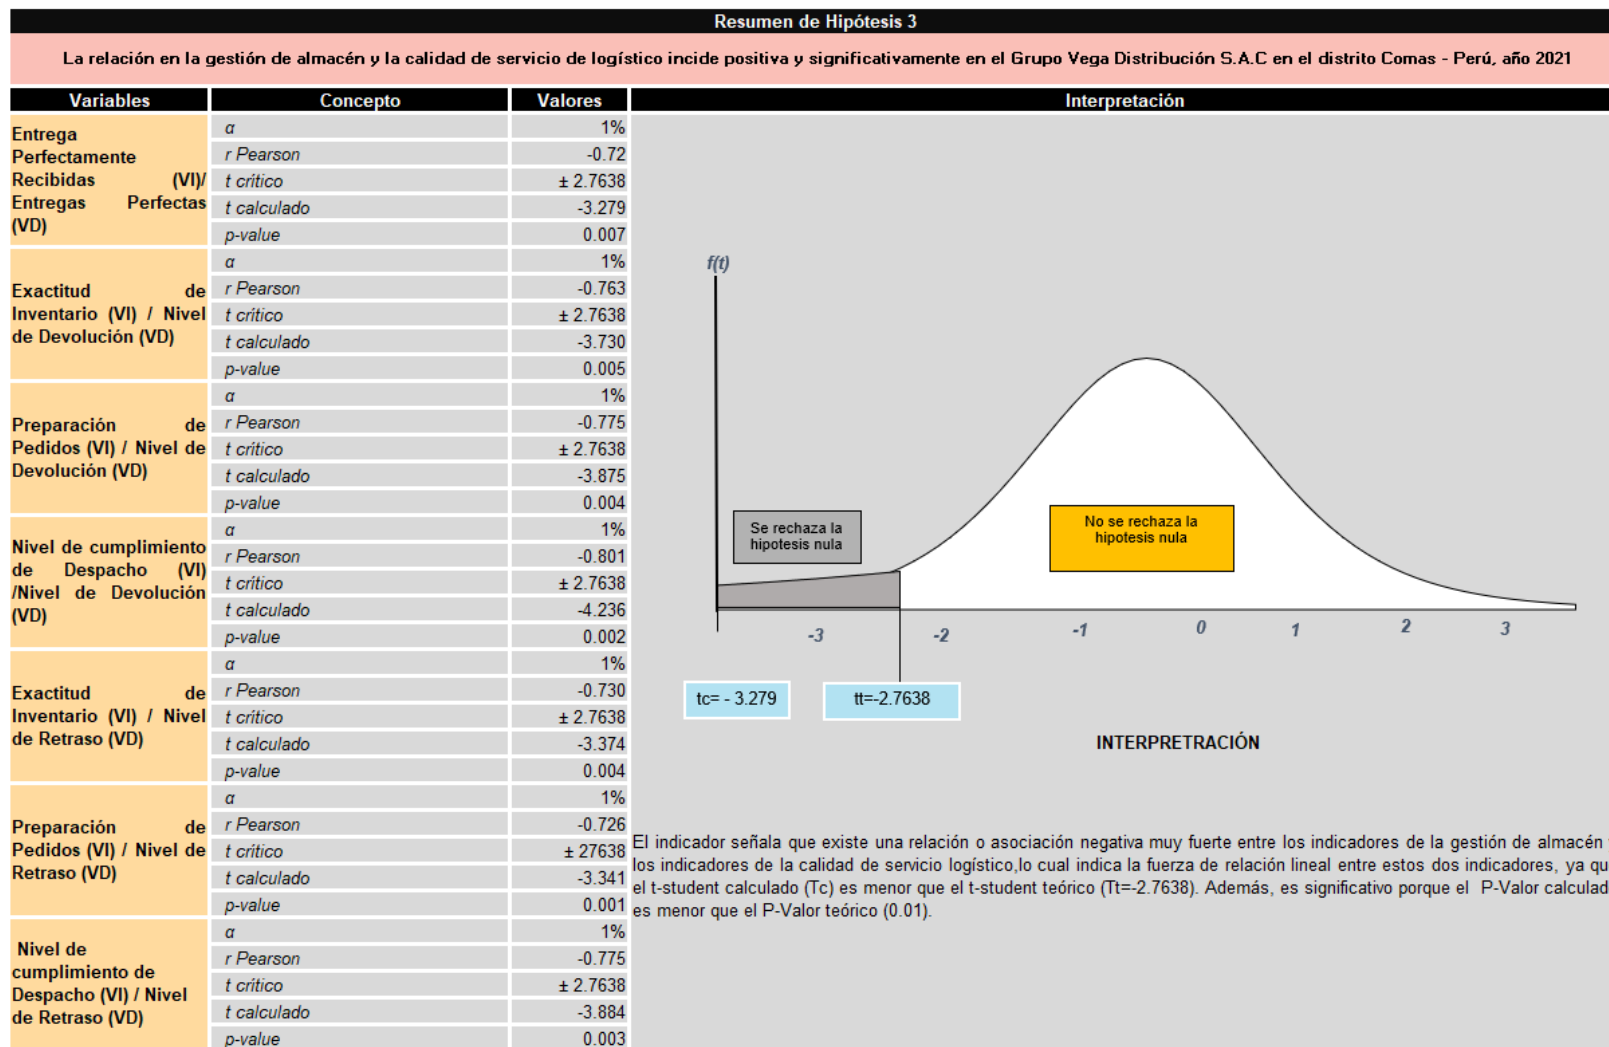 Resumen de Hipótesis 3
La relación en la gestión de almacén y la calidad de servicio de logístico incide positiva y significativamente en el Grupo Vega Distribución S.A.C en el distrito Comas - Perú, año 2021
Variables Concepto Valores Interpretación
Entrega
Perfectamente
Recibidas (VI)/
Entregas Perfectas
(VD)
α 1%
r Pearson -0.72
t crítico ± 2.7638
t calculado -3.279
p-value 0.007
Exactitud de
Inventario (VI) / Nivel
de Devolución (VD)
α 1%
r Pearson -0.763
t crítico ± 2.7638
t calculado -3.730
p-value 0.005
Preparación de
Pedidos (VI) / Nivel de
Devolución (VD)
α 1%
r Pearson -0.775
t crítico ± 2.7638
t calculado -3.875
p-value 0.004
Nivel de cumplimiento
de Despacho (VI)
/Nivel de Devolución
(VD)
α 1%
r Pearson -0.801
t crítico ± 2.7638
t calculado -4.236
p-value 0.002
Exactitud de
Inventario (VI) / Nivel
de Retraso (VD)
α 1%
r Pearson -0.730
t crítico ± 2.7638
t calculado -3.374
p-value 0.004
Preparación de
Pedidos (VI) / Nivel de
Retraso (VD)
α 1%
r Pearson -0.726
t crítico ± 27638
t calculado -3.341
p-value 0.001
Nivel de
cumplimiento de
Despacho (VI) / Nivel
de Retraso (VD)
α 1%
r Pearson -0.775
t crítico ± 2.7638
t calculado -3.884
p-value 0.003
f(t)
Se rechaza la
hipotesis nula
No se rechaza la
hipotesis nula
-3 -2 -1 0 1 2 3
tc= - 3.279 tt=-2.7638
INTERPRETRACIÓN
El indicador señala que existe una relación o asociación negativa muy fuerte entre los indicadores de la gestión de almacén
los indicadores de la calidad de servicio logístico,lo cual indica la fuerza de relación lineal entre estos dos indicadores, ya qu
el t-student calculado (Tc) es menor que el t-student teórico (Tt=-2.7638). Además, es significativo porque el P-Valor calculad
es menor que el P-Valor teórico (0.01).